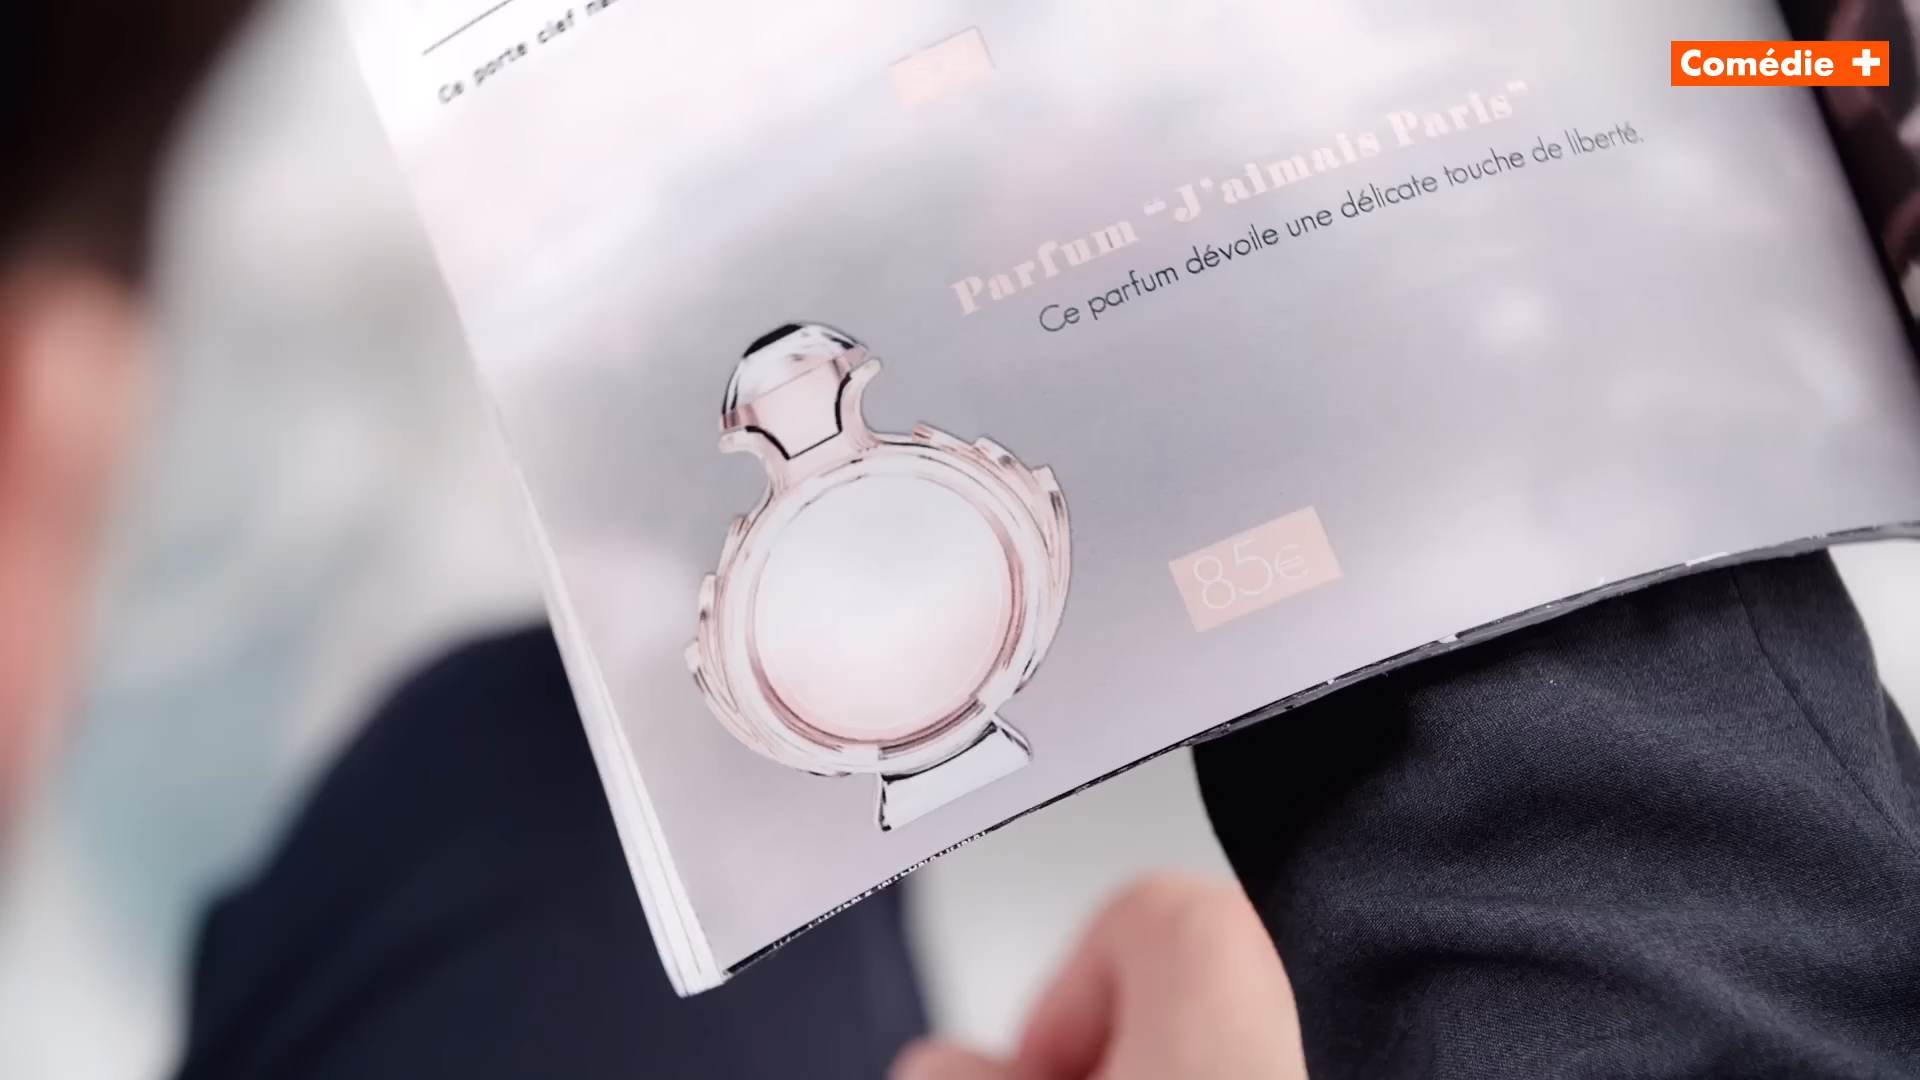 Comédie +
Ce porte clef
Parfum “J'aimais Paris”
Ce parfum dévoile une délicate touche de liberté.
85€